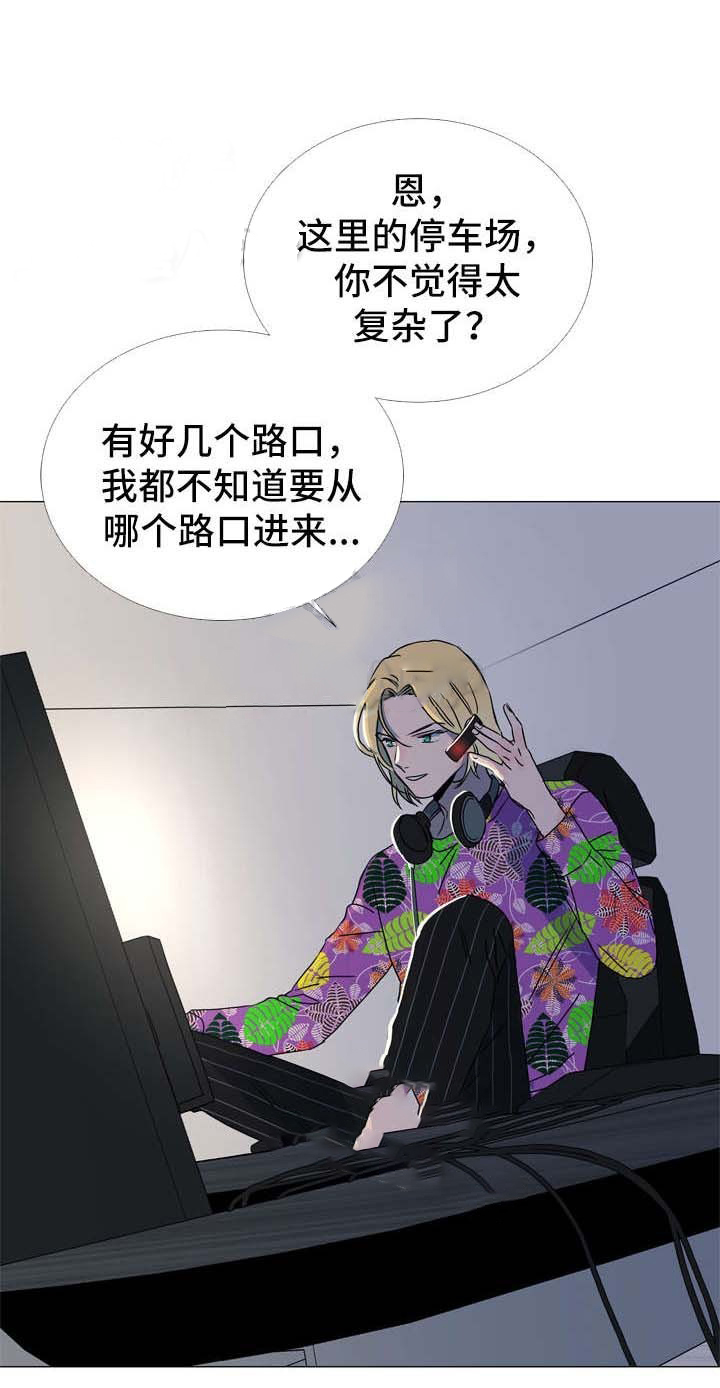 恩，
这里的停车场，
你不觉得太
复杂了？
有好几个路口，
我都不知道要从
哪个路口进来...